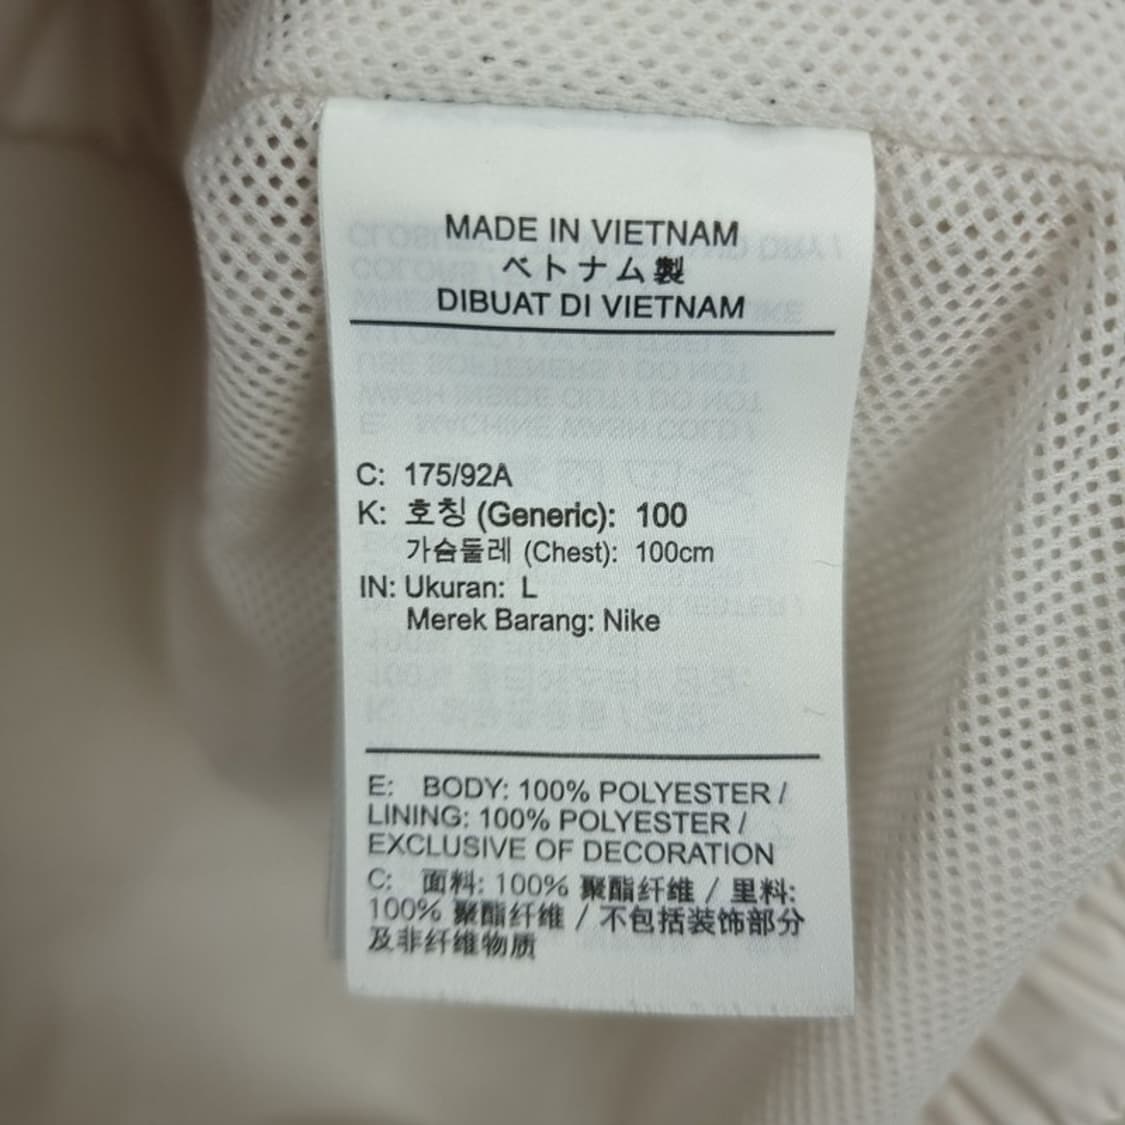 MADE IN VIETNAM
ベトナム製
DIBUAT DI VIETNAM
C: 175/92A
K: 호칭 (Generic): 100
가슴둘레 (Chest): 100cm
IN: Ukuran: L
Merek Barang: Nike
E: BODY: 100% POLYESTER /
LINING: 100% POLYESTER /
EXCLUSIVE OF DECORATION
C: 面料: 100% 聚酯纤维 / 里料:
100% 聚酯纤维 / 不包括装饰部分
及非纤维物质